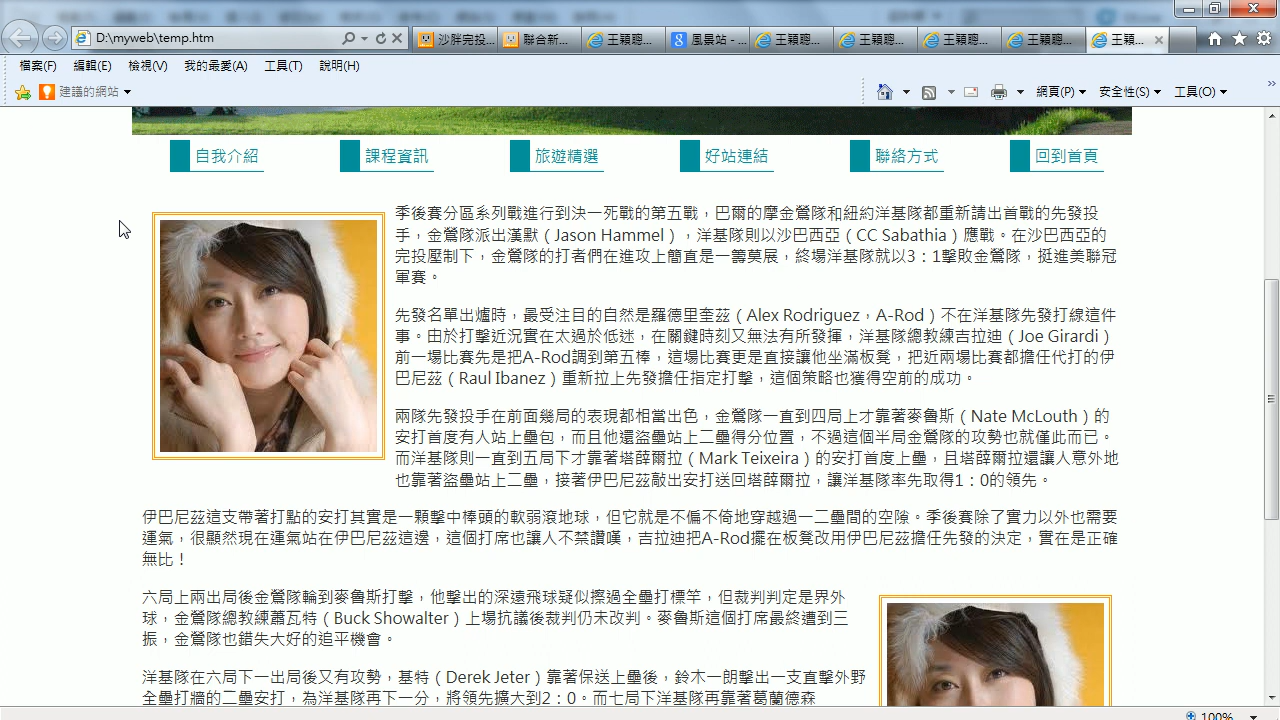 D:\myweb\temp.htm
沙胖完投...
聯合新...
王穎聰...
風景站 - ...
王穎聰...
王穎聰...
王穎聰...
王穎聰...
王穎...
檔案(F) 編輯(E) 檢視(V) 我的最愛(A) 工具(T) 說明(H)
建議的網站
網頁(P) 安全性(S) 工具(O)
自我介紹 課程資訊 旅遊精選 好站連結 聯絡方式 回到首頁
季後賽分區系列戰進行到決一死戰的第五戰，巴爾的摩金鶯隊和紐約洋基隊都重新請出首戰的先發投
手，金鶯隊派出漢默（Jason Hammel），洋基隊則以沙巴西亞（CC Sabathia）應戰。在沙巴西亞的
完投壓制下，金鶯隊的打者們在進攻上簡直是一籌莫展，終場洋基隊就以3：1擊敗金鶯隊，挺進美聯冠
軍賽。
先發名單出爐時，最受注目的自然是羅德里奎茲（Alex Rodriguez，A-Rod）不在洋基隊先發打線這件
事。由於打擊近況實在太過於低迷，在關鍵時刻又無法有所發揮，洋基隊總教練吉拉迪（Joe Girardi）
前一場比賽先是把A-Rod調到第五棒，這場比賽更是直接讓他坐滿板凳，把近兩場比賽都擔任代打的伊
巴尼茲（Raul Ibanez）重新拉上先發擔任指定打擊，這個策略也獲得空前的成功。
兩隊先發投手在前面幾局的表現都相當出色，金鶯隊一直到四局上才靠著麥魯斯（Nate McLouth）的
安打首度有人站上壘包，而且他還盜壘站上二壘得分位置，不過這個半局金鶯隊的攻勢也就僅此而已。
而洋基隊則一直到五局下才靠著塔薛爾拉（Mark Teixeira）的安打首度上壘，且塔薛爾拉還讓人意外地
也靠著盜壘站上二壘，接著伊巴尼茲敲出安打送回塔薛爾拉，讓洋基隊率先取得1：0的領先。
伊巴尼茲這支帶著打點的安打其實是一顆擊中棒頭的軟弱滾地球，但它就是不偏不倚地穿越過一二壘間的空隙。季後賽除了實力以外也需要
運氣，很顯然現在運氣站在伊巴尼茲這邊，這個打席也讓人不禁讚嘆，吉拉迪把A-Rod擺在板凳改用伊巴尼茲擔任先發的決定，實在是正確
無比！
六局上兩出局後金鶯隊輪到麥魯斯打擊，他擊出的深遠飛球疑似擦過全壘打標竿，但裁判判定是界外
球，金鶯隊總教練蕭瓦特（Buck Showalter）上場抗議後裁判仍未改判。麥魯斯這個打席最終遭到三
振，金鶯隊也錯失大好的追平機會。
洋基隊在六局下一出局後又有攻勢，基特（Derek Jeter）靠著保送上壘後，鈴木一朗擊出一支直擊外野
全壘打牆的二壘安打，為洋基隊再下一分，將領先擴大到2：0。而七局下洋基隊再靠著葛蘭德森
100%